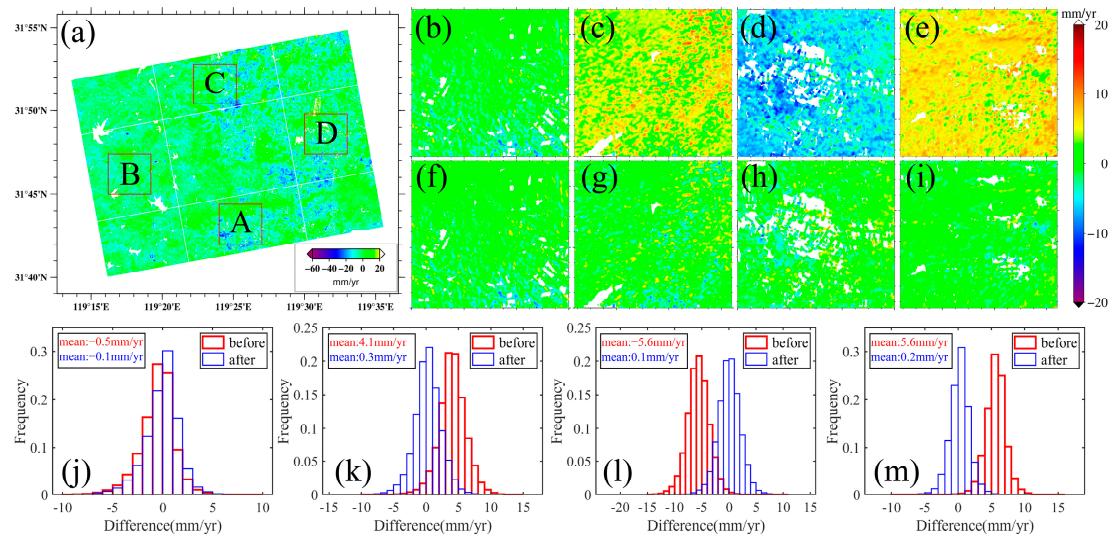 (a)
31°55′N
31°50′N
31°45′N
31°40′N
119°15′E 119°20′E 119°25′E 119°30′E 119°35′E
A
B
C
D
−60 −40 −20 0 20
mm/yr
(b)
(c)
(d)
(e)
(f)
(g)
(h)
(i)
mm/yr
20
10
0
−10
−20
mean:−0.5mm/yr
mean:−0.1mm/yr
before
after
0.3
0.2
0.1
0
Frequency
(j)
-10 -5 0 5 10
Difference(mm/yr)
mean:4.1mm/yr
mean:0.3mm/yr
before
after
0.25
0.2
0.15
0.1
0.05
0
Frequency
(k)
-15 -10 -5 0 5 10 15
Difference(mm/yr)
mean:−5.6mm/yr
mean:0.1mm/yr
before
after
0.3
0.2
0.1
0
Frequency
(l)
-20 -15 -10 -5 0 5 10 15
Difference(mm/yr)
mean:5.6mm/yr
mean:0.2mm/yr
before
after
0.4
0.3
0.2
0.1
0
Frequency
(m)
-10 -5 0 5 10 15
Difference(mm/yr)